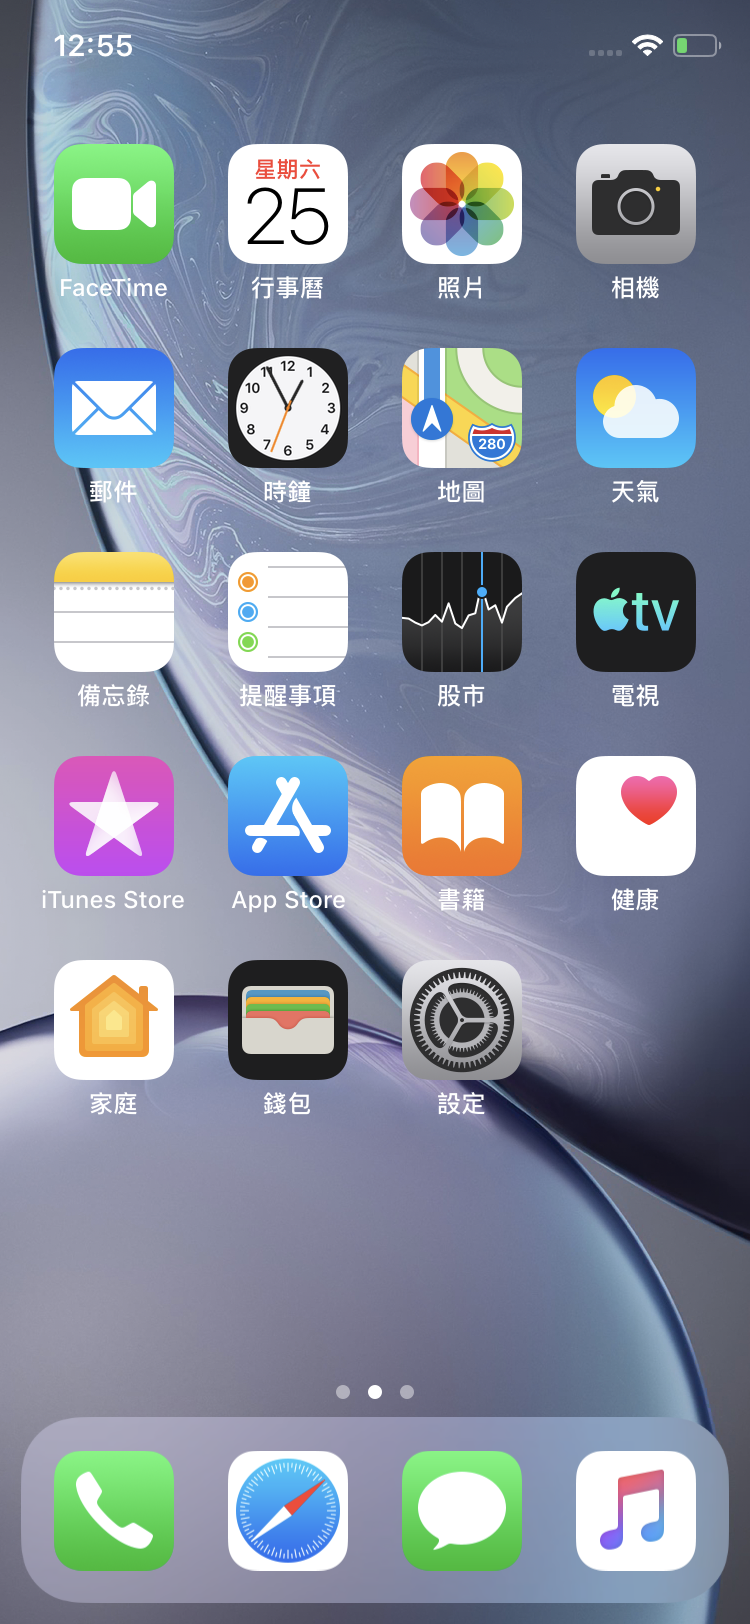 12:55
星期六
25
FaceTime
行事曆
照片
相機
12
11
1
10
2
9
3
8
4
7
5
6
280
郵件
時鐘
地圖
天氣
tv
備忘錄
提醒事項
股市
電視
iTunes Store
App Store
書籍
健康
家庭
錢包
設定